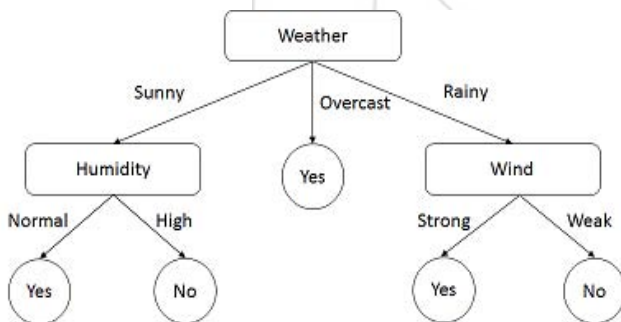 Weather
Sunny
Overcast
Rainy
Humidity
Yes
Wind
Normal
High
Strong
Weak
Yes
No
Yes
No